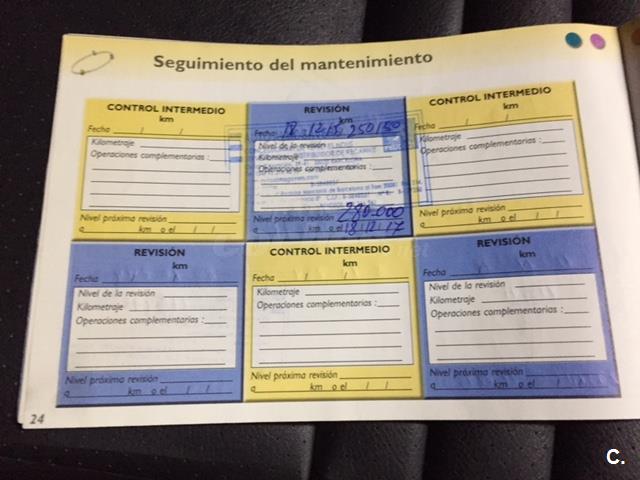 Seguimiento del mantenimiento
CONTROL INTERMEDIO
km
Fecha / /
Kilometraje
Operaciones complementarias :
Nivel próxima revisión
a km o el / /
REVISIÓN
km
Fecha 18 12 15 250150
Nivel de la revisión
Kilometraje
Operaciones complementarias :
Nivel próxima revisión 280.000
a km o el 18 12 17
CONTROL INTERMEDIO
km
Fecha / /
Kilometraje
Operaciones complementarias :
Nivel próxima revisión
a km o el / /
REVISIÓN
km
Fecha / /
Nivel de la revisión
Kilometraje
Operaciones complementarias :
Nivel próxima revisión
a km o el / /
CONTROL INTERMEDIO
km
Fecha / /
Kilometraje
Operaciones complementarias :
Nivel próxima revisión
a km o el / /
REVISIÓN
km
Fecha / /
Nivel de la revisión
Kilometraje
Operaciones complementarias :
Nivel próxima revisión
a km o el / /
24
C.